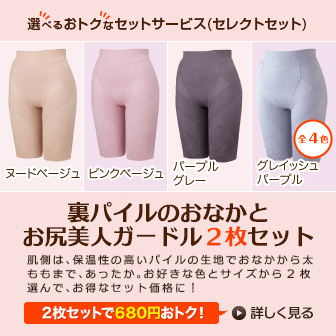 選べるおトクなセットサービス(セレクトセット)
全4色
ヌードベージュ
ピンクベージュ
パープル
グレー
グレイッシュ
パープル
裏パイルのおなかと
お尻美人ガードル2枚セット
肌側は、保温性の高いパイルの生地でおなかから太
ももまで、あったか。お好きな色とサイズから2枚
選んで、お得なセット価格に!
2枚セットで680円おトク!
詳しく見る